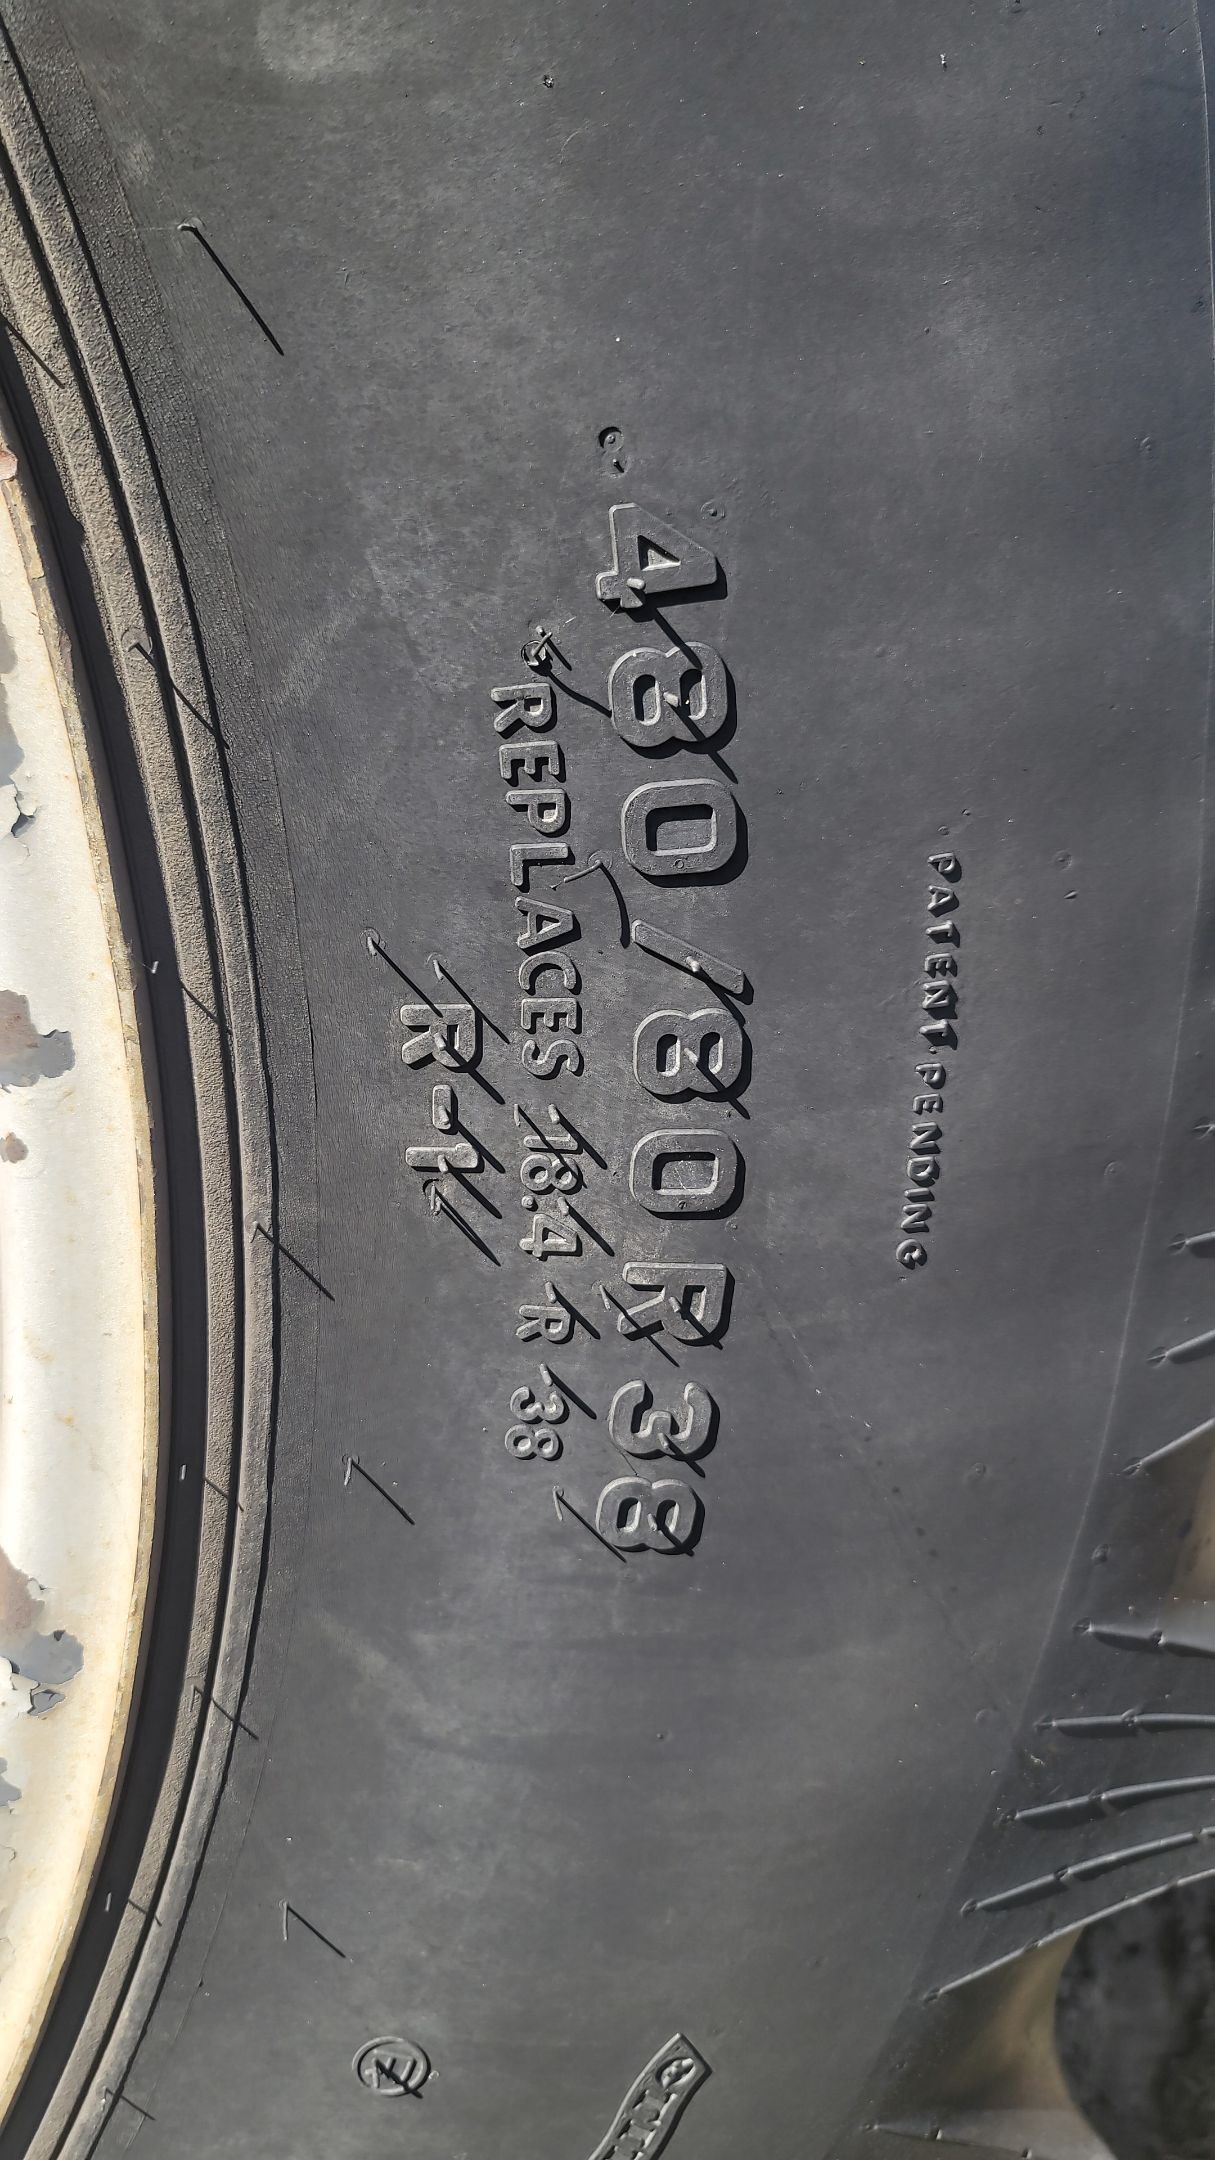 PATENT PENDING
480/80R38
REPLACES 18.4 R 38
R-1